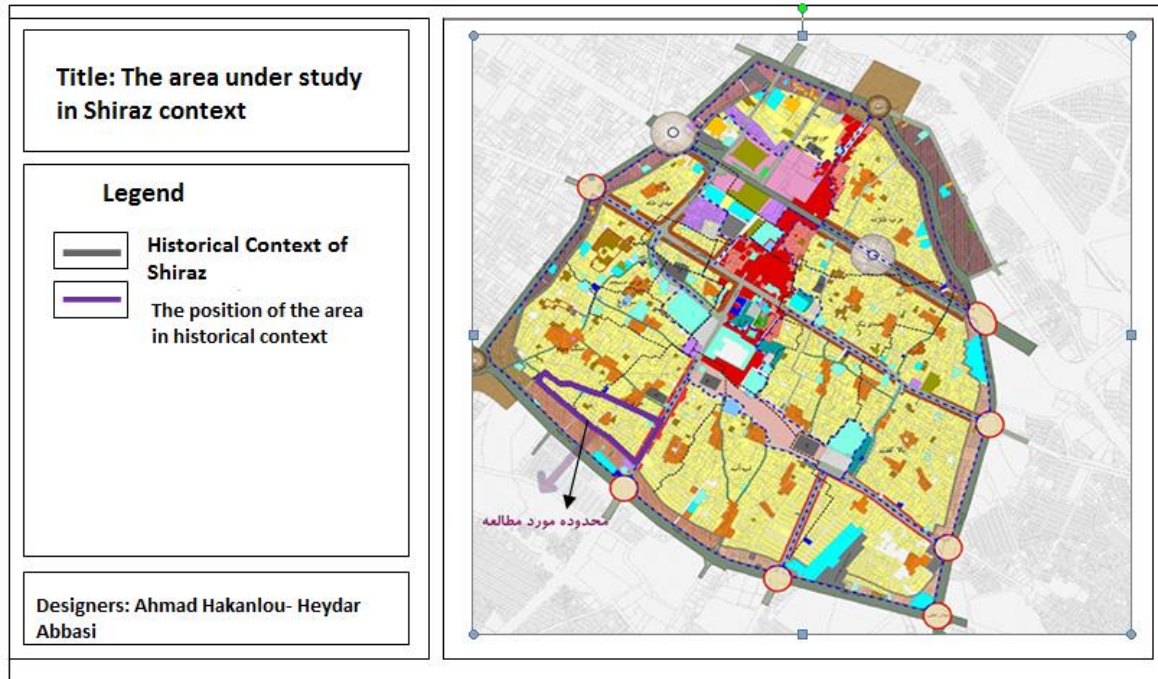 Title: The area under study
in Shiraz context
Legend
Historical Context of
Shiraz
The position of the area
in historical context
Designers: Ahmad Hakanlou- Heydar
Abbasi
محدوده مورد مطالعه